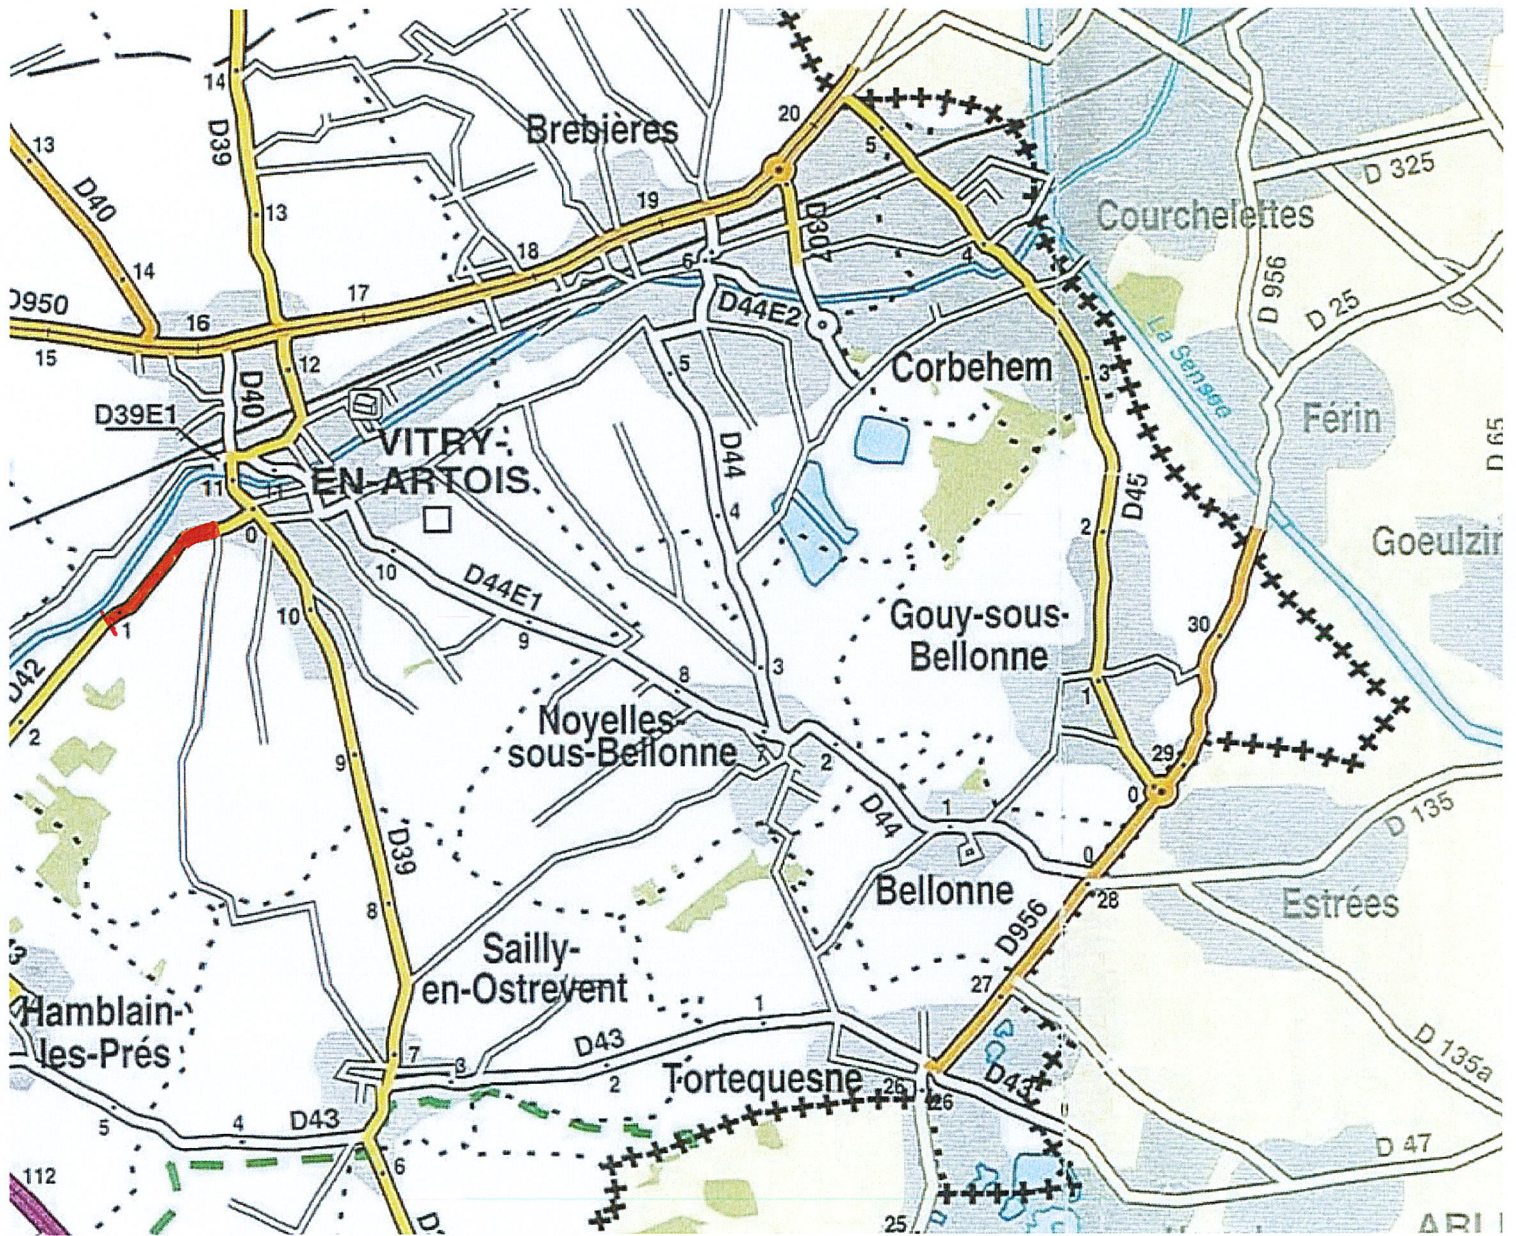 14
D39
13
D40
14
13
Brebières
20
5
19
18
17
16
D950
15
12
D40
D39E1
VITRY-
EN-ARTOIS
11
11
0
6
D307
4
D44E2
5
D44
4
Corbehem
3
D45
2
Courchelettes
D 325
D 956
D 25
La Sensée
Férin
D 65
D42
1
2
10
10
D44E1
9
8
3
9
Noyelles-
sous-Bellonne
7
2
D44
1
Gouy-sous-
Bellonne
1
30
29
0
0
28
Bellonne
D956
27
D 135
Estrées
D 135a
D39
8
Sailly-
en-Ostrevent
Hamblain-
les-Prés
7
3
D43
2
1
Tortequesne
26
26
D43
D 47
5
4
D43
6
112
25